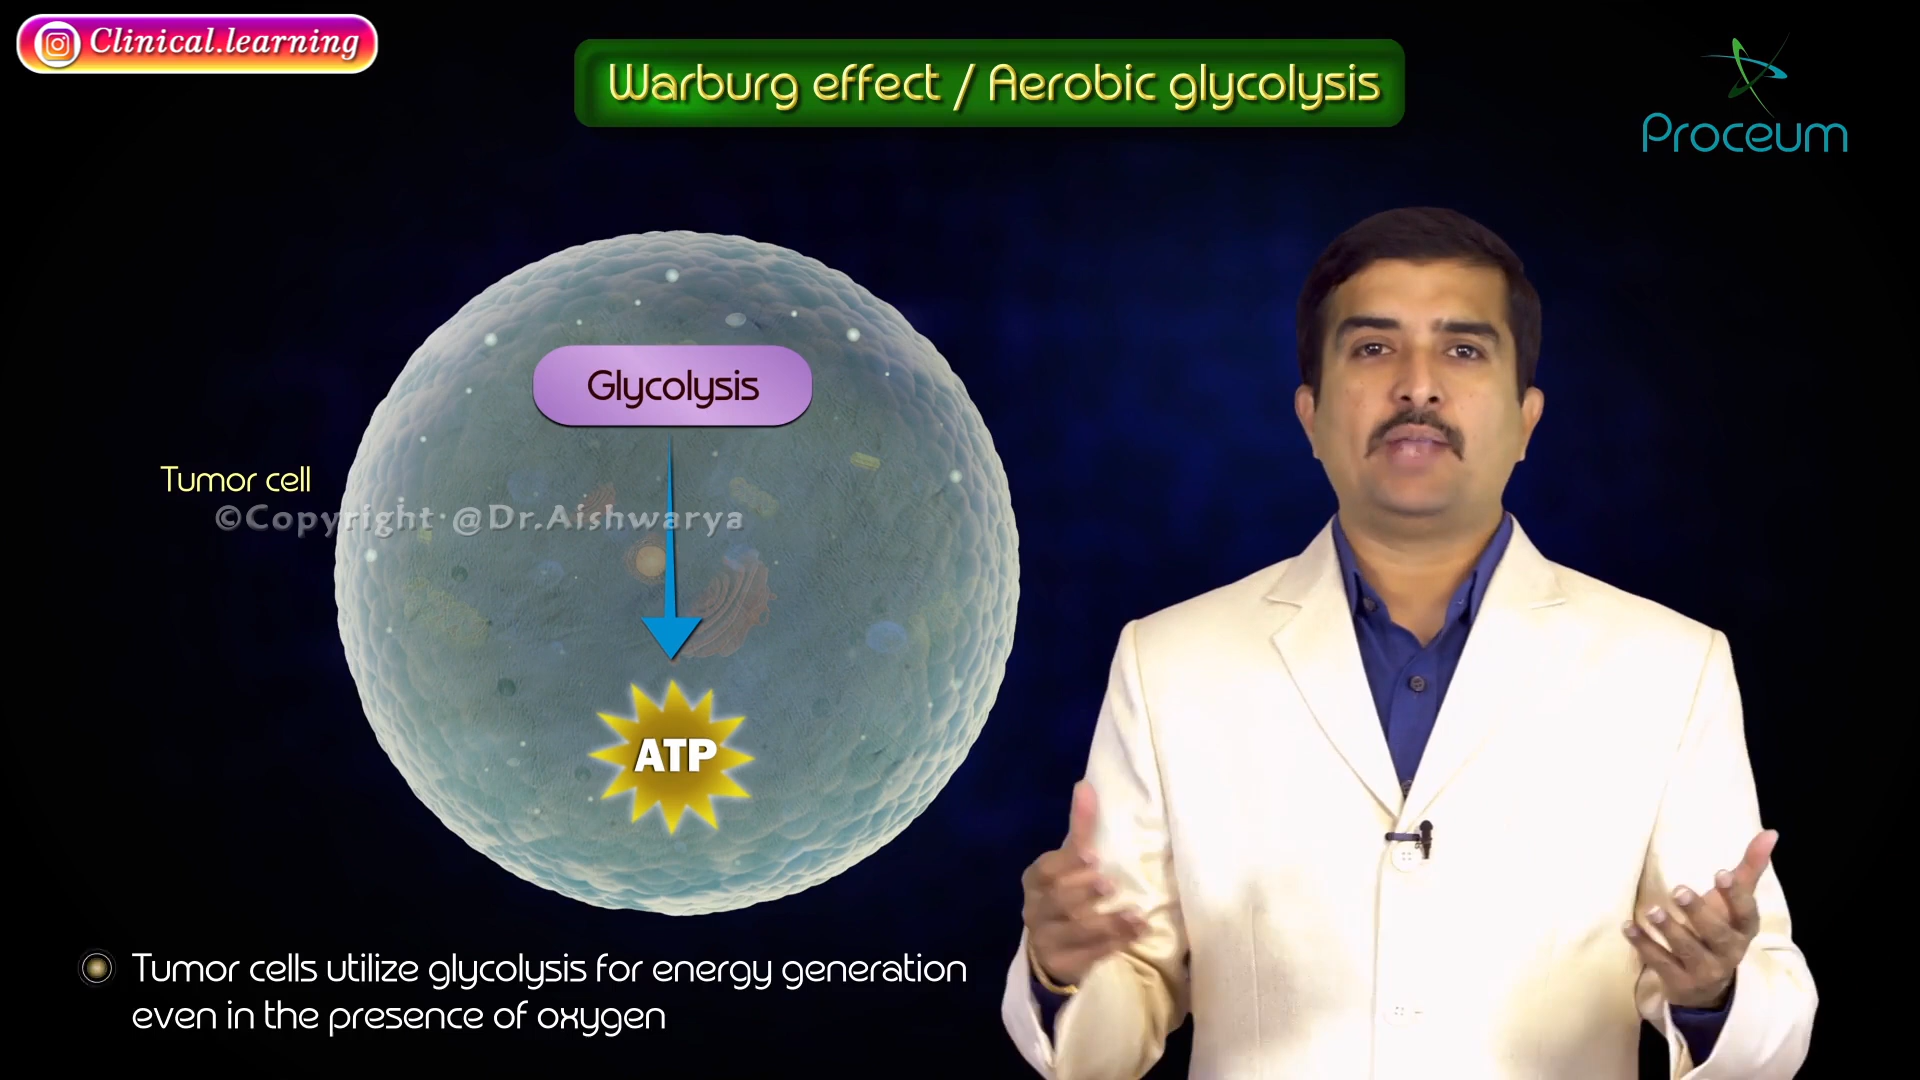 Clinical.learning
Warburg effect / Aerobic glycolysis
Proceum
Glycolysis
Tumor cell
©Copyright @Dr.Aishwarya
ATP
Tumor cells utilize glycolysis for energy generation
even in the presence of oxygen